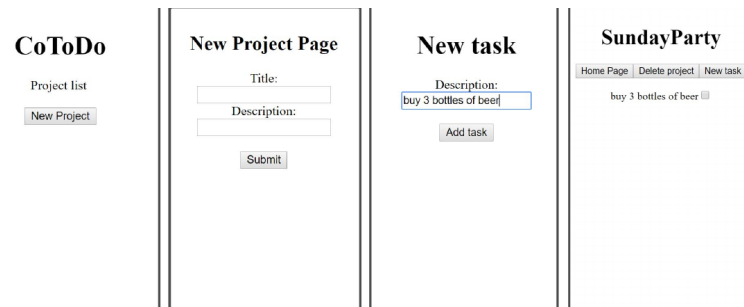 CoToDo
Project list
New Project
New Project Page
Title:
Description:
Submit
New task
Description:
buy 3 bottles of beer
Add task
SundayParty
Home Page Delete project New task
buy 3 bottles of beer